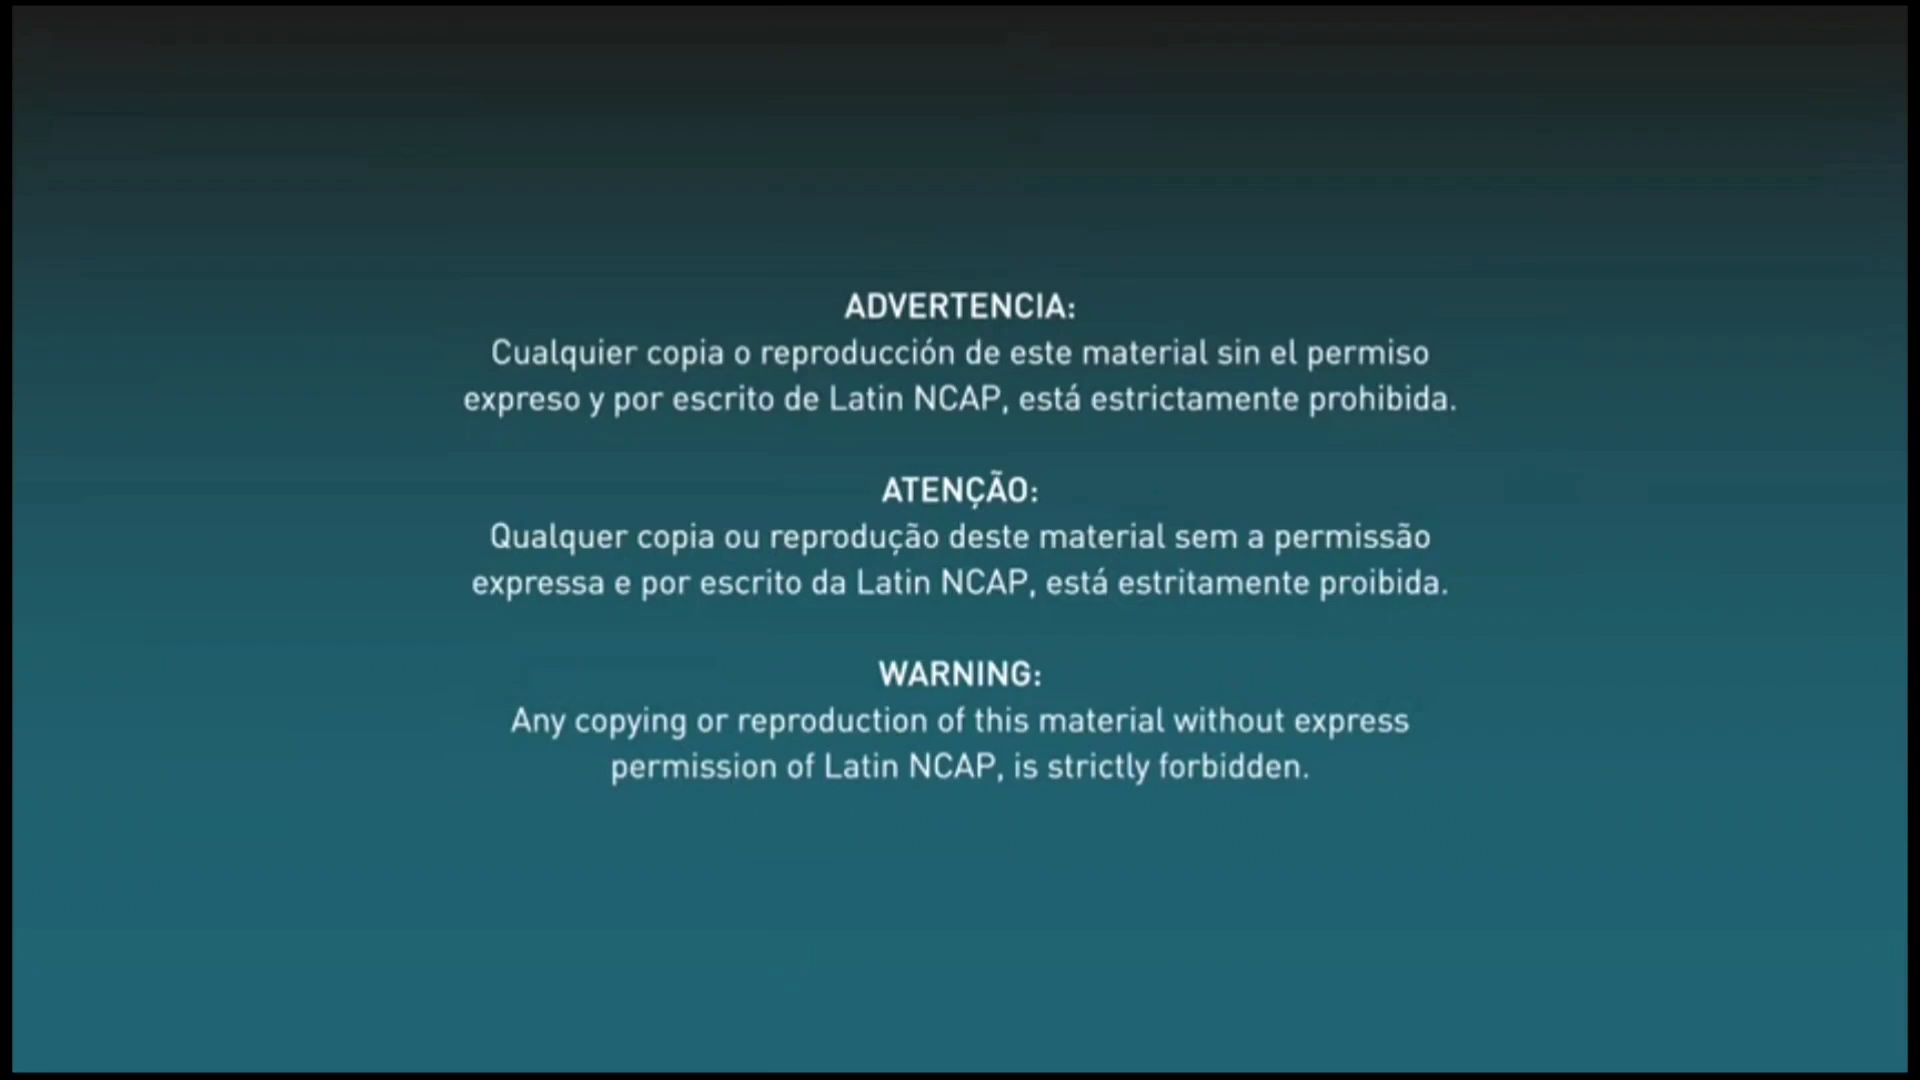 ADVERTENCIA:
Cualquier copia o reproducción de este material sin el permiso
expreso y por escrito de Latin NCAP, está estrictamente prohibida.
ATENÇÃO:
Qualquer copia ou reprodução deste material sem a permissão
expressa e por escrito da Latin NCAP, está estritamente proibida.
WARNING:
Any copying or reproduction of this material without express
permission of Latin NCAP, is strictly forbidden.